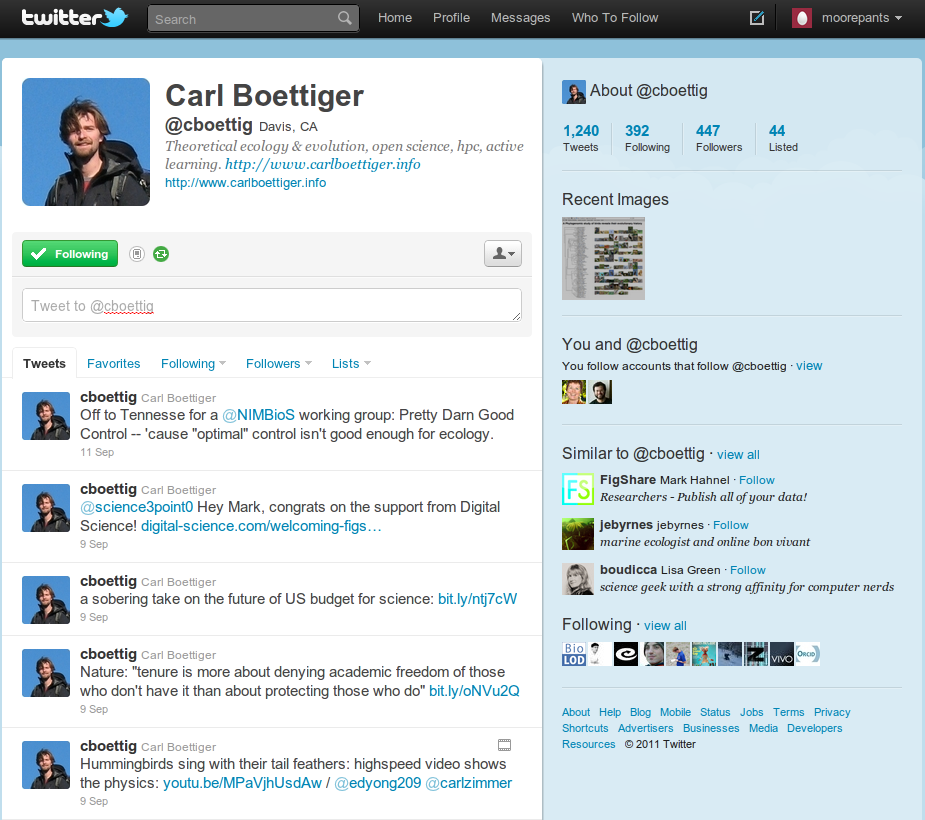 twitter
Search
Home Profile Messages Who To Follow
moorepants
Carl Boettiger
@cboettig Davis, CA
Theoretical ecology & evolution, open science, hpc, active
learning. http://www.carlboettiger.info
http://www.carlboettiger.info
Following
Tweet to @cboettig
Tweets Favorites Following Followers Lists
cboettig Carl Boettiger
Off to Tennesse for a @NIMBioS working group: Pretty Darn Good
Control -- 'cause "optimal" control isn't good enough for ecology.
11 Sep
cboettig Carl Boettiger
@science3point0 Hey Mark, congrats on the support from Digital
Science! digital-science.com/welcoming-figs…
9 Sep
cboettig Carl Boettiger
a sobering take on the future of US budget for science: bit.ly/ntj7cW
9 Sep
cboettig Carl Boettiger
Nature: "tenure is more about denying academic freedom of those
who don't have it than about protecting those who do" bit.ly/oNVu2Q
9 Sep
cboettig Carl Boettiger
Hummingbirds sing with their tail feathers: highspeed video shows
the physics: youtu.be/MPaVjhUsdAw / @edyong209 @carlzimmer
9 Sep
About @cboettig
1,240 392 447 44
Tweets Following Followers Listed
Recent Images
You and @cboettig
You follow accounts that follow @cboettig · view
Similar to @cboettig · view all
FS
FigShare Mark Hahnel · Follow
Researchers - Publish all of your data!
jebyrnes jebyrnes · Follow
marine ecologist and online bon vivant
boudicca Lisa Green · Follow
science geek with a strong affinity for computer nerds
Following · view all
Bio
LOD
VIVO
ORCID
About Help Blog Mobile Status Jobs Terms Privacy
Shortcuts Advertisers Businesses Media Developers
Resources © 2011 Twitter